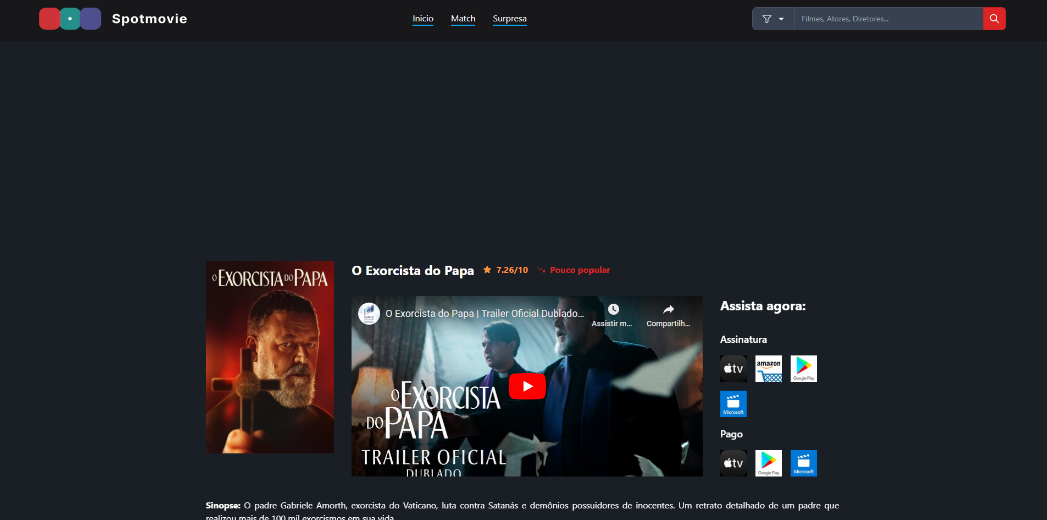 Spotmovie
Inicio
Match
Surpresa
Filmes, Atores, Diretores...
O EXORCISTA DO PAPA
O Exorcista do Papa
7.26/10
Pouco popular
O Exorcista do Papa | Trailer Oficial Dublado...
Assistir m...
Compartilh...
O EXORCISTA
DO PAPA
TRAILER OFICIAL
DUBLADO
Assista agora:
Assinatura
tv
amazon
Google Play
Microsoft
Pago
tv
Google Play
Microsoft
Sinopse: O padre Gabriele Amorth, exorcista do Vaticano, luta contra Satanás e demônios possuidores de inocentes. Um retrato detalhado de um padre que
realizou mais de 100 mil exorcismos em sua vida.